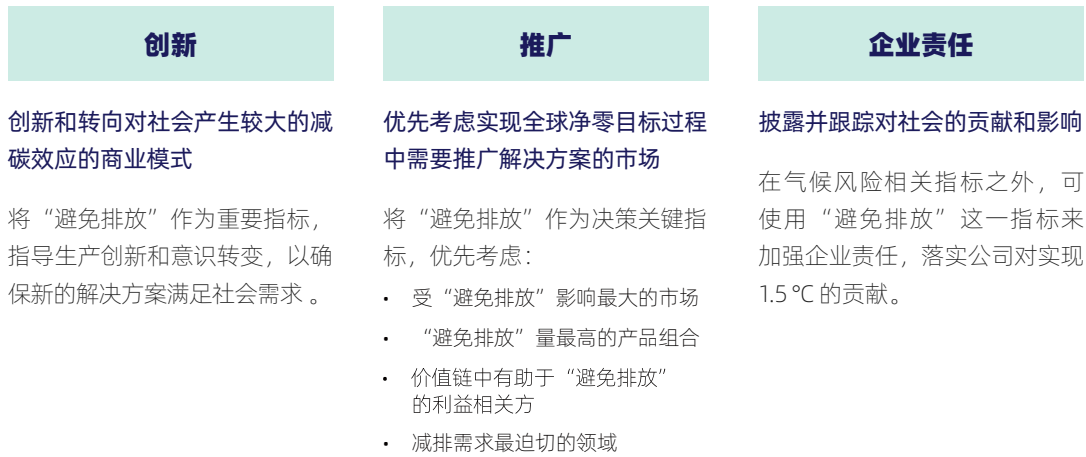 创新
创新和转向对社会产生较大的减
碳效应的商业模式
将“避免排放”作为重要指标,
指导生产创新和意识转变，以确
保新的解决方案满足社会需求。
推广
优先考虑实现全球净零目标过程
中需要推广解决方案的市场
将“避免排放”作为决策关键指
标，优先考虑：
• 受“避免排放”影响最大的市场
• “避免排放”量最高的产品组合
• 价值链中有助于“避免排放”
的利益相关方
• 减排需求最迫切的领域
企业责任
披露并跟踪对社会的贡献和影响
在气候风险相关指标之外，可
使用“避免排放”这一指标来
加强企业责任，落实公司对实现
1.5 ℃ 的贡献。